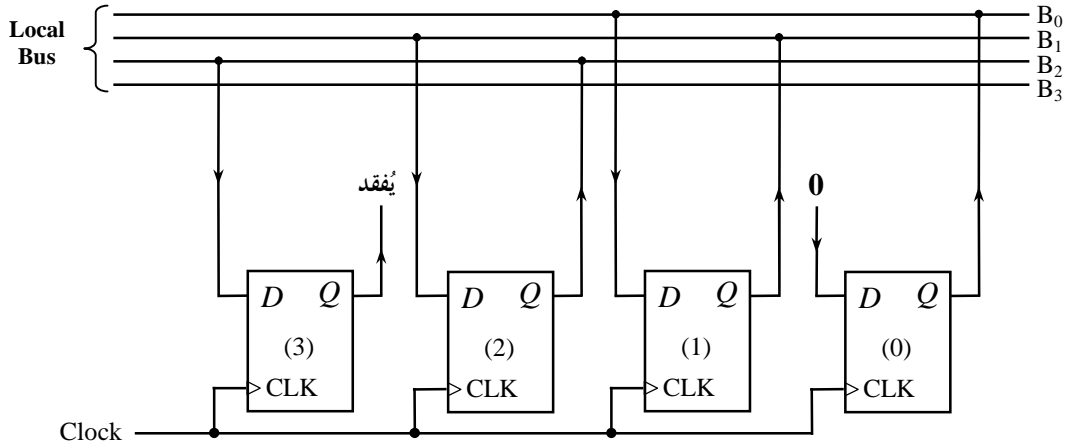 Local
Bus
B₀
B₁
B₂
B₃
يُفقد
0
D Q
(3)
CLK
D Q
(2)
CLK
D Q
(1)
CLK
D Q
(0)
CLK
Clock